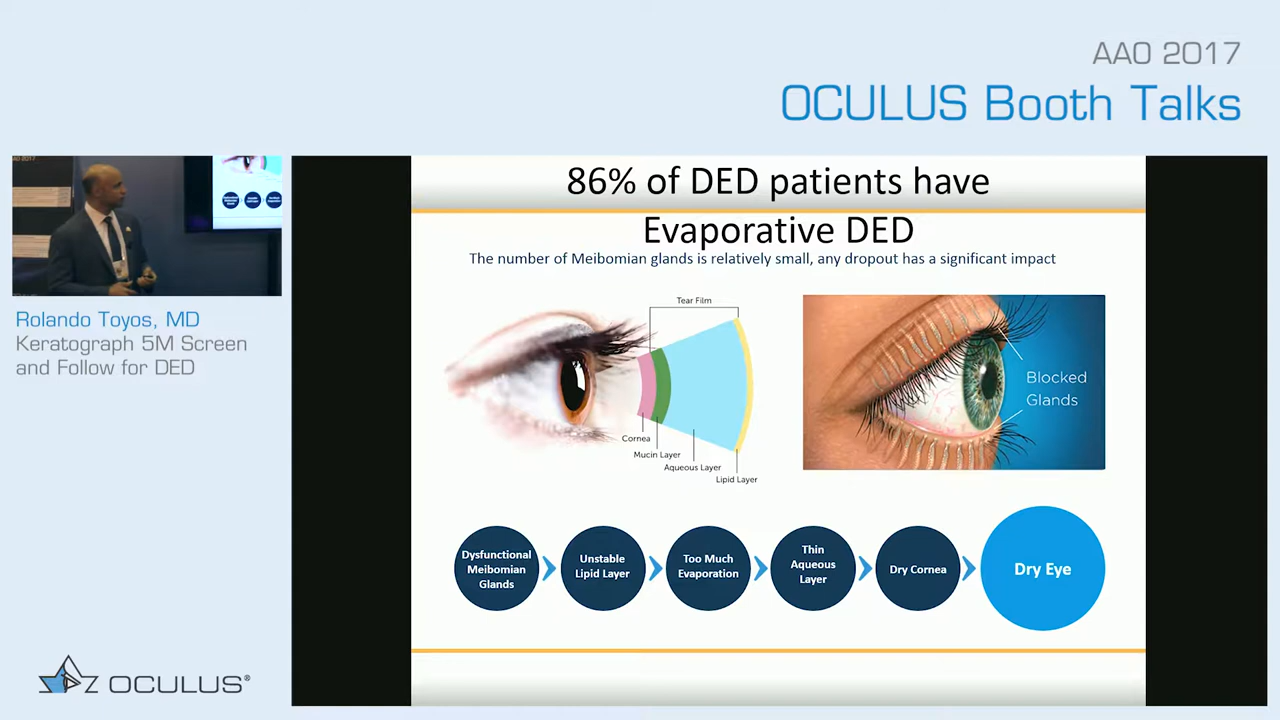 AAO 2017
OCULUS Booth Talks
86% of DED patients have
Evaporative DED
The number of Meibomian glands is relatively small, any dropout has a significant impact
Rolando Toyos, MD
Keratograph 5M Screen
and Follow for DED
Tear Film
Cornea
Mucin Layer
Aqueous Layer
Lipid Layer
Blocked
Glands
Dysfunctional
Meibomian
Glands
Unstable
Lipid Layer
Too Much
Evaporation
Thin
Aqueous
Layer
Dry Cornea
Dry Eye
OCULUS®